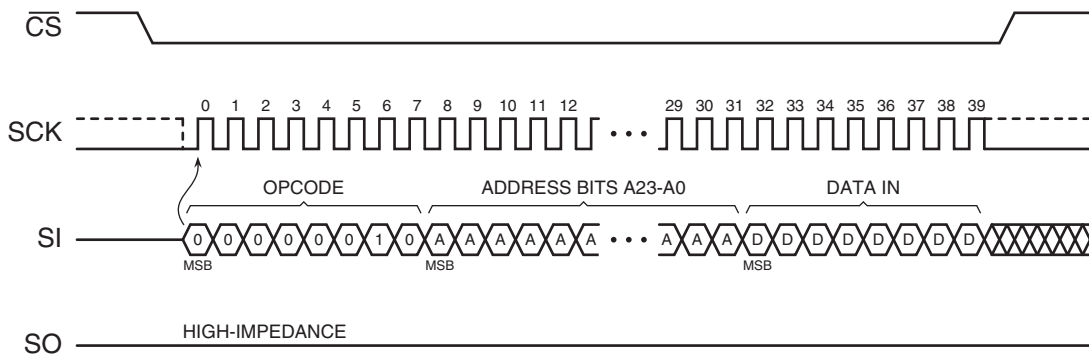 CS
0 1 2 3 4 5 6 7 8 9 10 11 12 29 30 31 32 33 34 35 36 37 38 39
SCK
OPCODE ADDRESS BITS A23-A0 DATA IN
SI 0 0 0 0 0 0 1 0 A A A A A A A A A D D D D D D D D
MSB MSB MSB
HIGH-IMPEDANCE
SO